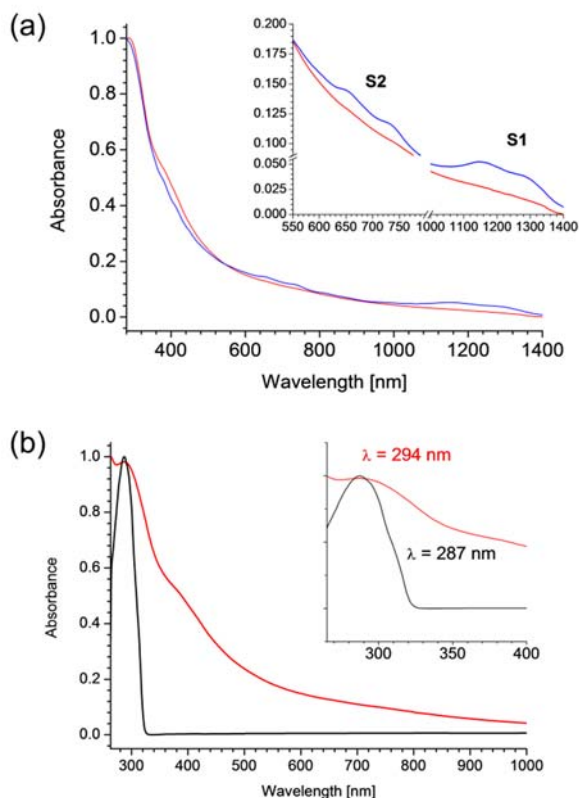 (a)
1.0
0.8
0.6
0.4
0.2
0.0
Absorbance
400 600 800 1000 1200 1400
Wavelength [nm]
0.200
0.175
0.150
0.125
0.100
0.050
0.025
0.000
S2
S1
550 600 650 700 750 1000 1100 1200 1300 1400
(b)
1.0
0.8
0.6
0.4
0.2
0.0
Absorbance
300 400 500 600 700 800 900 1000
Wavelength [nm]
λ = 294 nm
λ = 287 nm
300 350 400